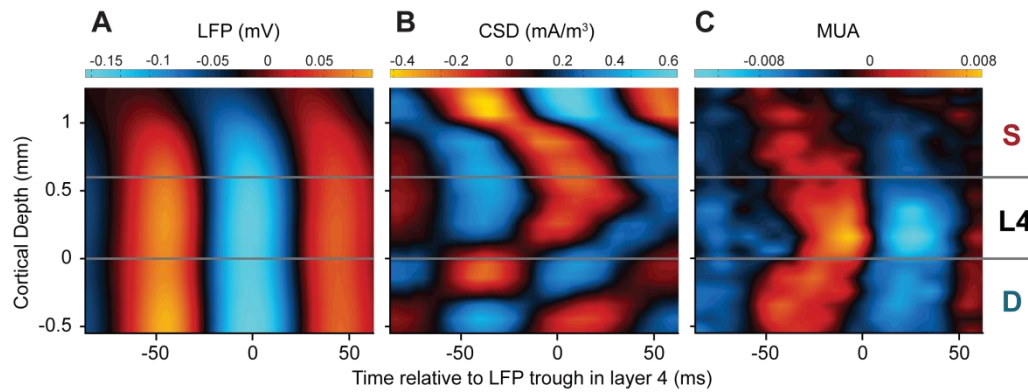 A LFP (mV)
-0.15 -0.1 -0.05 0 0.05
B CSD (mA/m³)
-0.4 -0.2 0 0.2 0.4 0.6
C MUA
-0.008 0 0.008
Cortical Depth (mm)
1
0.5
0
-0.5
S
L4
D
-50 0 50
-50 0 50
-50 0 50
Time relative to LFP trough in layer 4 (ms)